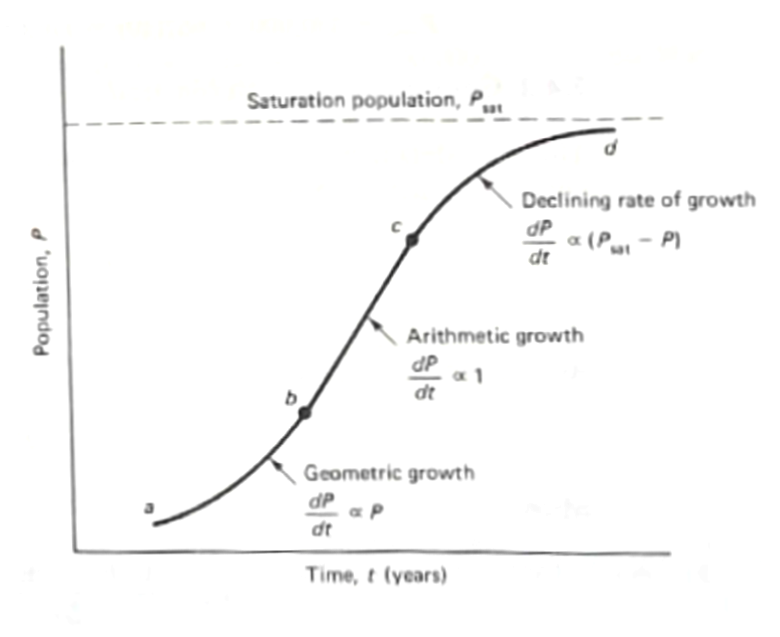 Saturation population, P_sat
d
Declining rate of growth
dP/dt ∝ (P_sat − P)
c
Population, P
Arithmetic growth
dP/dt ∝ 1
b
Geometric growth
dP/dt ∝ P
a
Time, t (years)